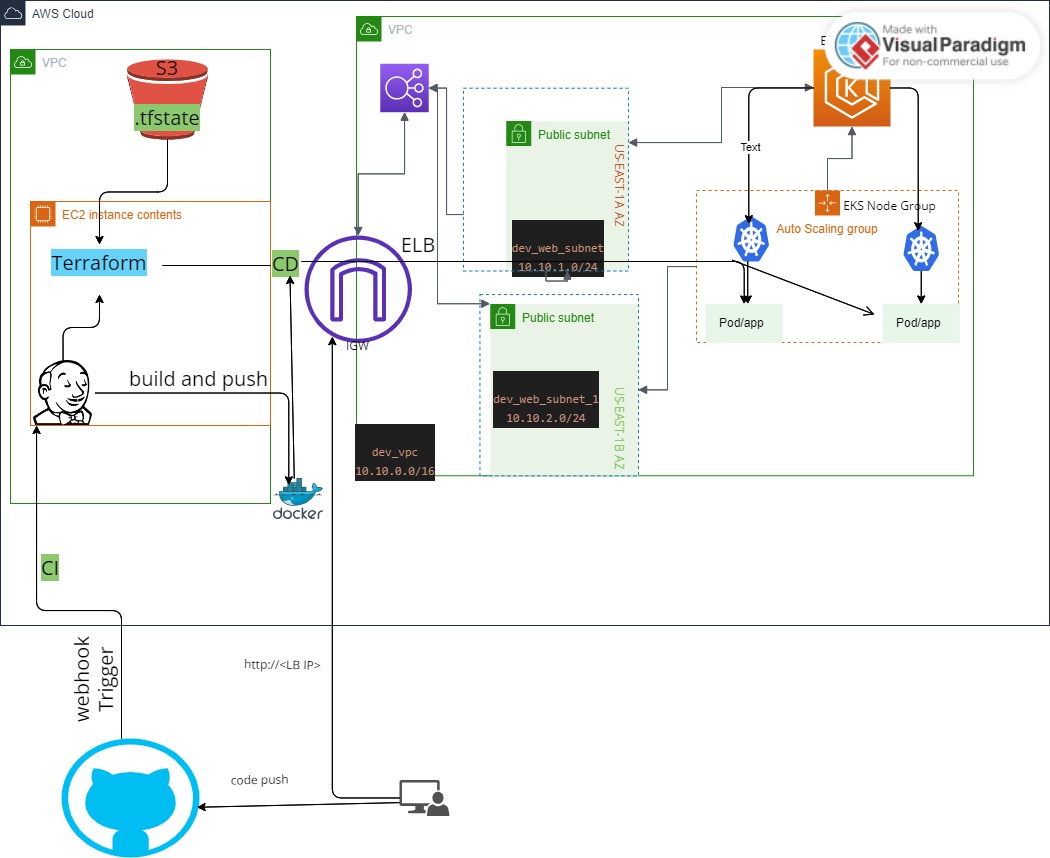 AWS Cloud
VPC
S3
.tfstate
EC2 instance contents
Terraform
CD
build and push
docker
CI
webhook
Trigger
http://<LB IP>
code push
VPC
ELB
IGW
Public subnet
US-EAST-1A AZ
dev_web_subnet
10.10.1.0/24
Public subnet
US-EAST-1B AZ
dev_web_subnet_1
10.10.2.0/24
dev_vpc
10.10.0.0/16
Made with
Visual Paradigm
For non-commercial use
Text
EKS Node Group
Auto Scaling group
Pod/app
Pod/app